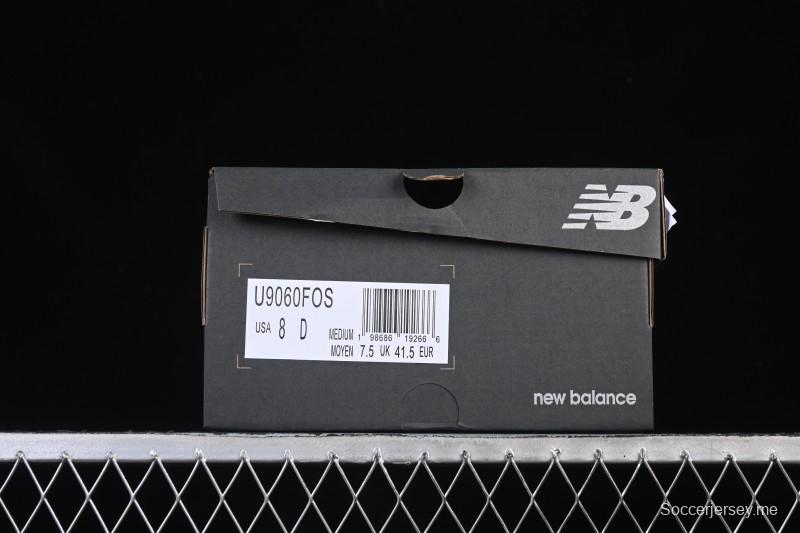 NB
U9060FOS
USA 8 D
MEDIUM 1 98686 19266 6
MOYEN 7.5 UK 41.5 EUR
new balance
Soccerjersey.me